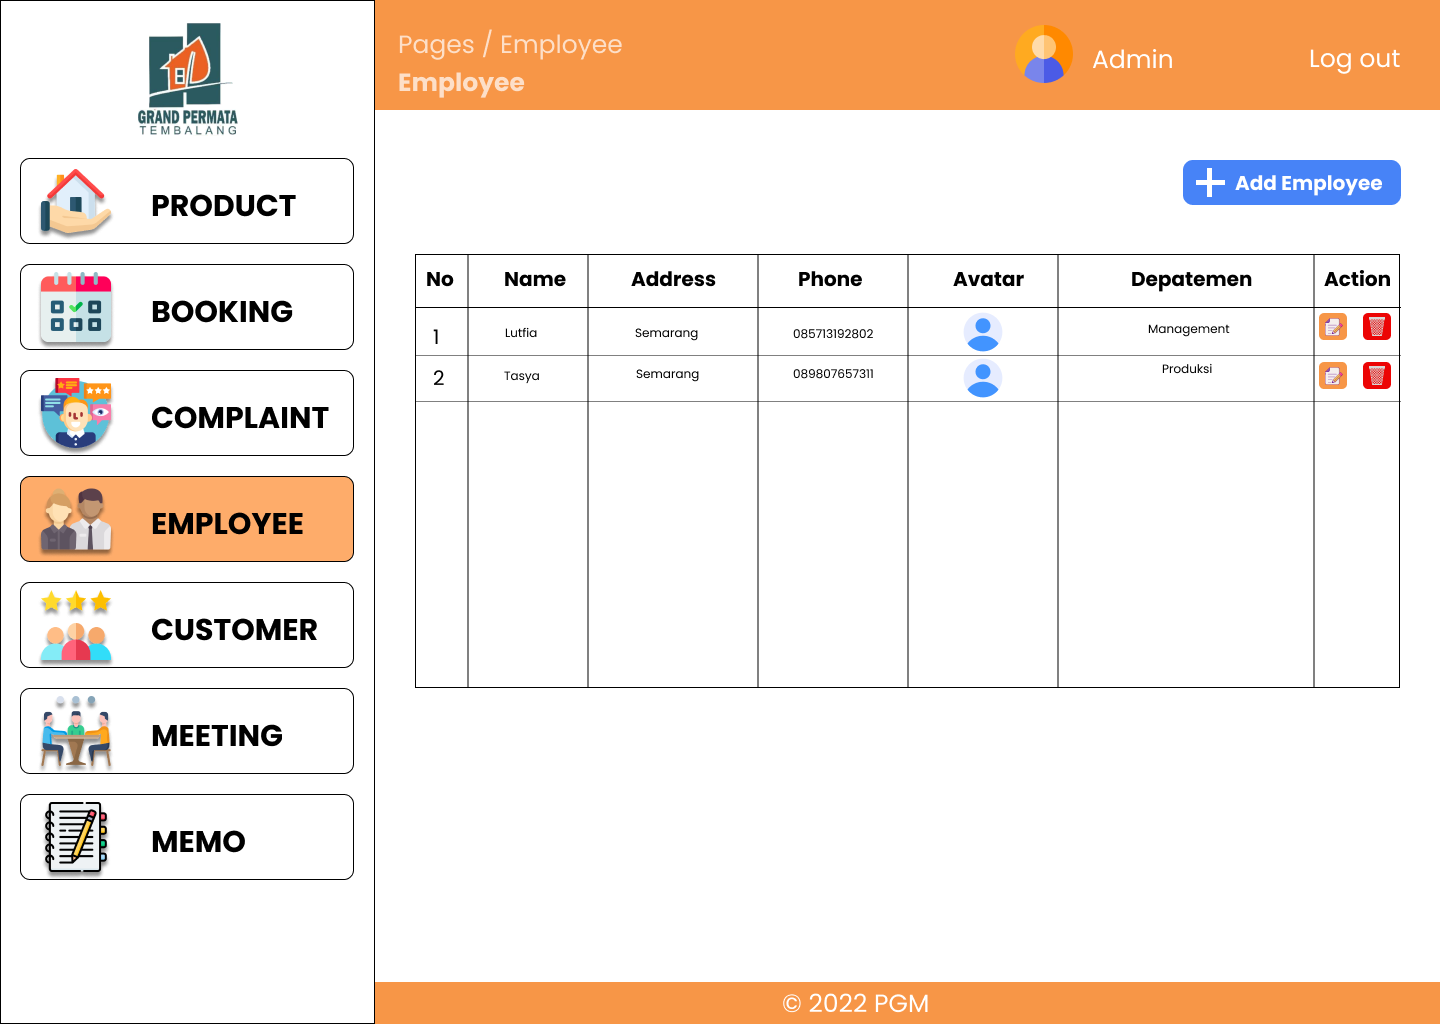 GRAND PERMATA
TEMBALANG
PRODUCT
BOOKING
COMPLAINT
EMPLOYEE
CUSTOMER
MEETING
MEMO
Pages / Employee
Employee
Admin
Log out
Add Employee
No Name Address Phone Avatar Depatemen Action
1 Lutfia Semarang 085713192802 Management
2 Tasya Semarang 089807657311 Produksi
© 2022 PGM